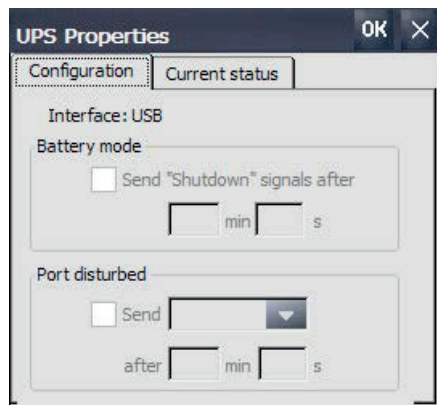 UPS Properties OK ×
Configuration Current status
Interface: USB
Battery mode
Send "Shutdown" signals after
min s
Port disturbed
Send
after min s